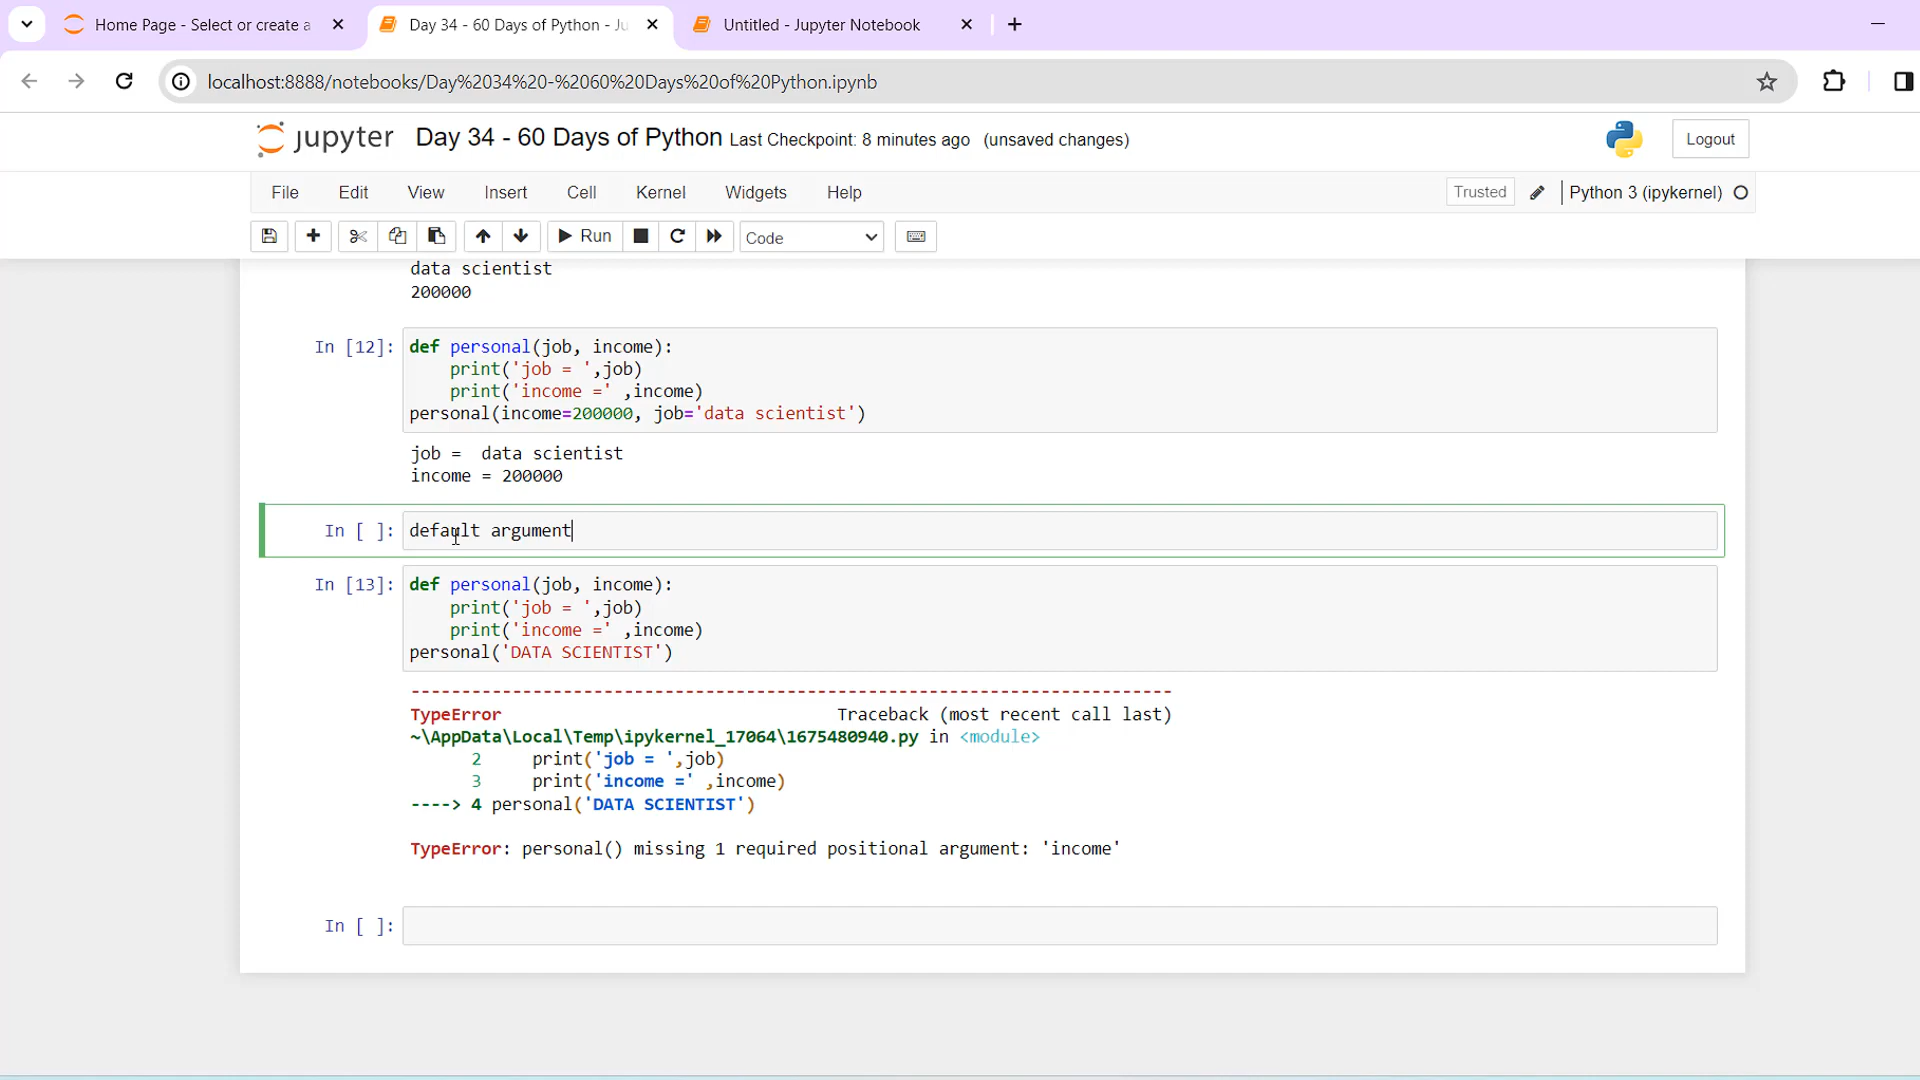 Home Page - Select or create a
Day 34 - 60 Days of Python - Ju
Untitled - Jupyter Notebook
localhost:8888/notebooks/Day%2034%20-%2060%20Days%20of%20Python.ipynb
jupyter Day 34 - 60 Days of Python Last Checkpoint: 8 minutes ago (unsaved changes)
Logout
File Edit View Insert Cell Kernel Widgets Help
Trusted Python 3 (ipykernel)
Run Code
data scientist
200000
In [12]: def personal(job, income):
print('job = ',job)
print('income =' ,income)
personal(income=200000, job='data scientist')
job =  data scientist
income = 200000
In [ ]: default argument
In [13]: def personal(job, income):
print('job = ',job)
print('income =' ,income)
personal('DATA SCIENTIST')
---------------------------------------------------------------------------
TypeError Traceback (most recent call last)
~\AppData\Local\Temp\ipykernel_17064\1675480940.py in <module>
2 print('job = ',job)
3 print('income =' ,income)
----> 4 personal('DATA SCIENTIST')
TypeError: personal() missing 1 required positional argument: 'income'
In [ ]: